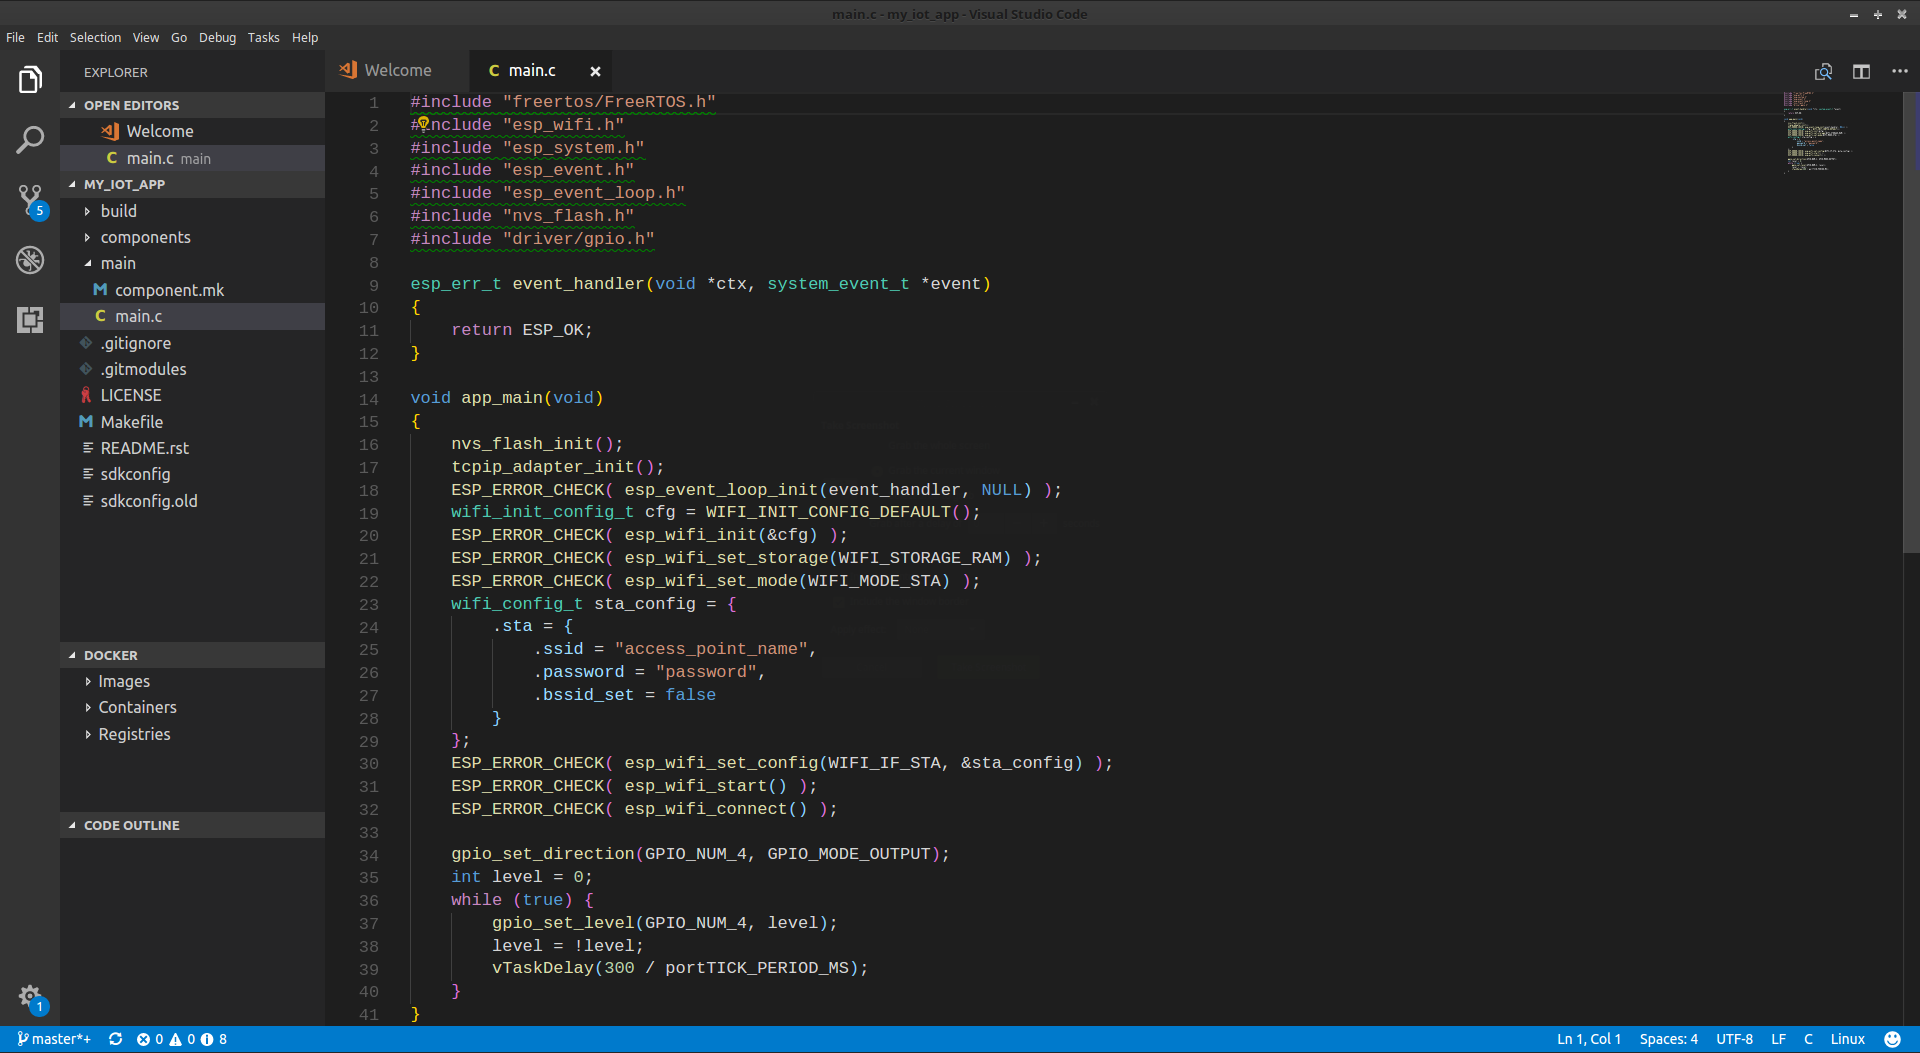 main.c - my_iot_app - Visual Studio Code
File Edit Selection View Go Debug Tasks Help
EXPLORER
OPEN EDITORS
Welcome
C main.c main
MY_IOT_APP
build
components
main
M component.mk
C main.c
.gitignore
.gitmodules
LICENSE
M Makefile
README.rst
sdkconfig
sdkconfig.old
DOCKER
Images
Containers
Registries
CODE OUTLINE
5
1
Welcome
C main.c
1 #include "freertos/FreeRTOS.h"
2 #include "esp_wifi.h"
3 #include "esp_system.h"
4 #include "esp_event.h"
5 #include "esp_event_loop.h"
6 #include "nvs_flash.h"
7 #include "driver/gpio.h"
8
9 esp_err_t event_handler(void *ctx, system_event_t *event)
10 {
11     return ESP_OK;
12 }
13
14 void app_main(void)
15 {
16     nvs_flash_init();
17     tcpip_adapter_init();
18     ESP_ERROR_CHECK( esp_event_loop_init(event_handler, NULL) );
19     wifi_init_config_t cfg = WIFI_INIT_CONFIG_DEFAULT();
20     ESP_ERROR_CHECK( esp_wifi_init(&cfg) );
21     ESP_ERROR_CHECK( esp_wifi_set_storage(WIFI_STORAGE_RAM) );
22     ESP_ERROR_CHECK( esp_wifi_set_mode(WIFI_MODE_STA) );
23     wifi_config_t sta_config = {
24         .sta = {
25             .ssid = "access_point_name",
26             .password = "password",
27             .bssid_set = false
28         }
29     };
30     ESP_ERROR_CHECK( esp_wifi_set_config(WIFI_IF_STA, &sta_config) );
31     ESP_ERROR_CHECK( esp_wifi_start() );
32     ESP_ERROR_CHECK( esp_wifi_connect() );
33
34     gpio_set_direction(GPIO_NUM_4, GPIO_MODE_OUTPUT);
35     int level = 0;
36     while (true) {
37         gpio_set_level(GPIO_NUM_4, level);
38         level = !level;
39         vTaskDelay(300 / portTICK_PERIOD_MS);
40     }
41 }
master*+ 0 0 8 Ln 1, Col 1 Spaces: 4 UTF-8 LF C Linux